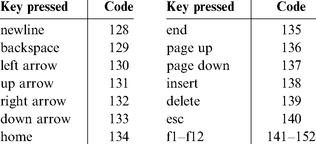 Key pressed Code Key pressed Code
newline 128 end 135
backspace 129 page up 136
left arrow 130 page down 137
up arrow 131 insert 138
right arrow 132 delete 139
down arrow 133 esc 140
home 134 f1–f12 141–152